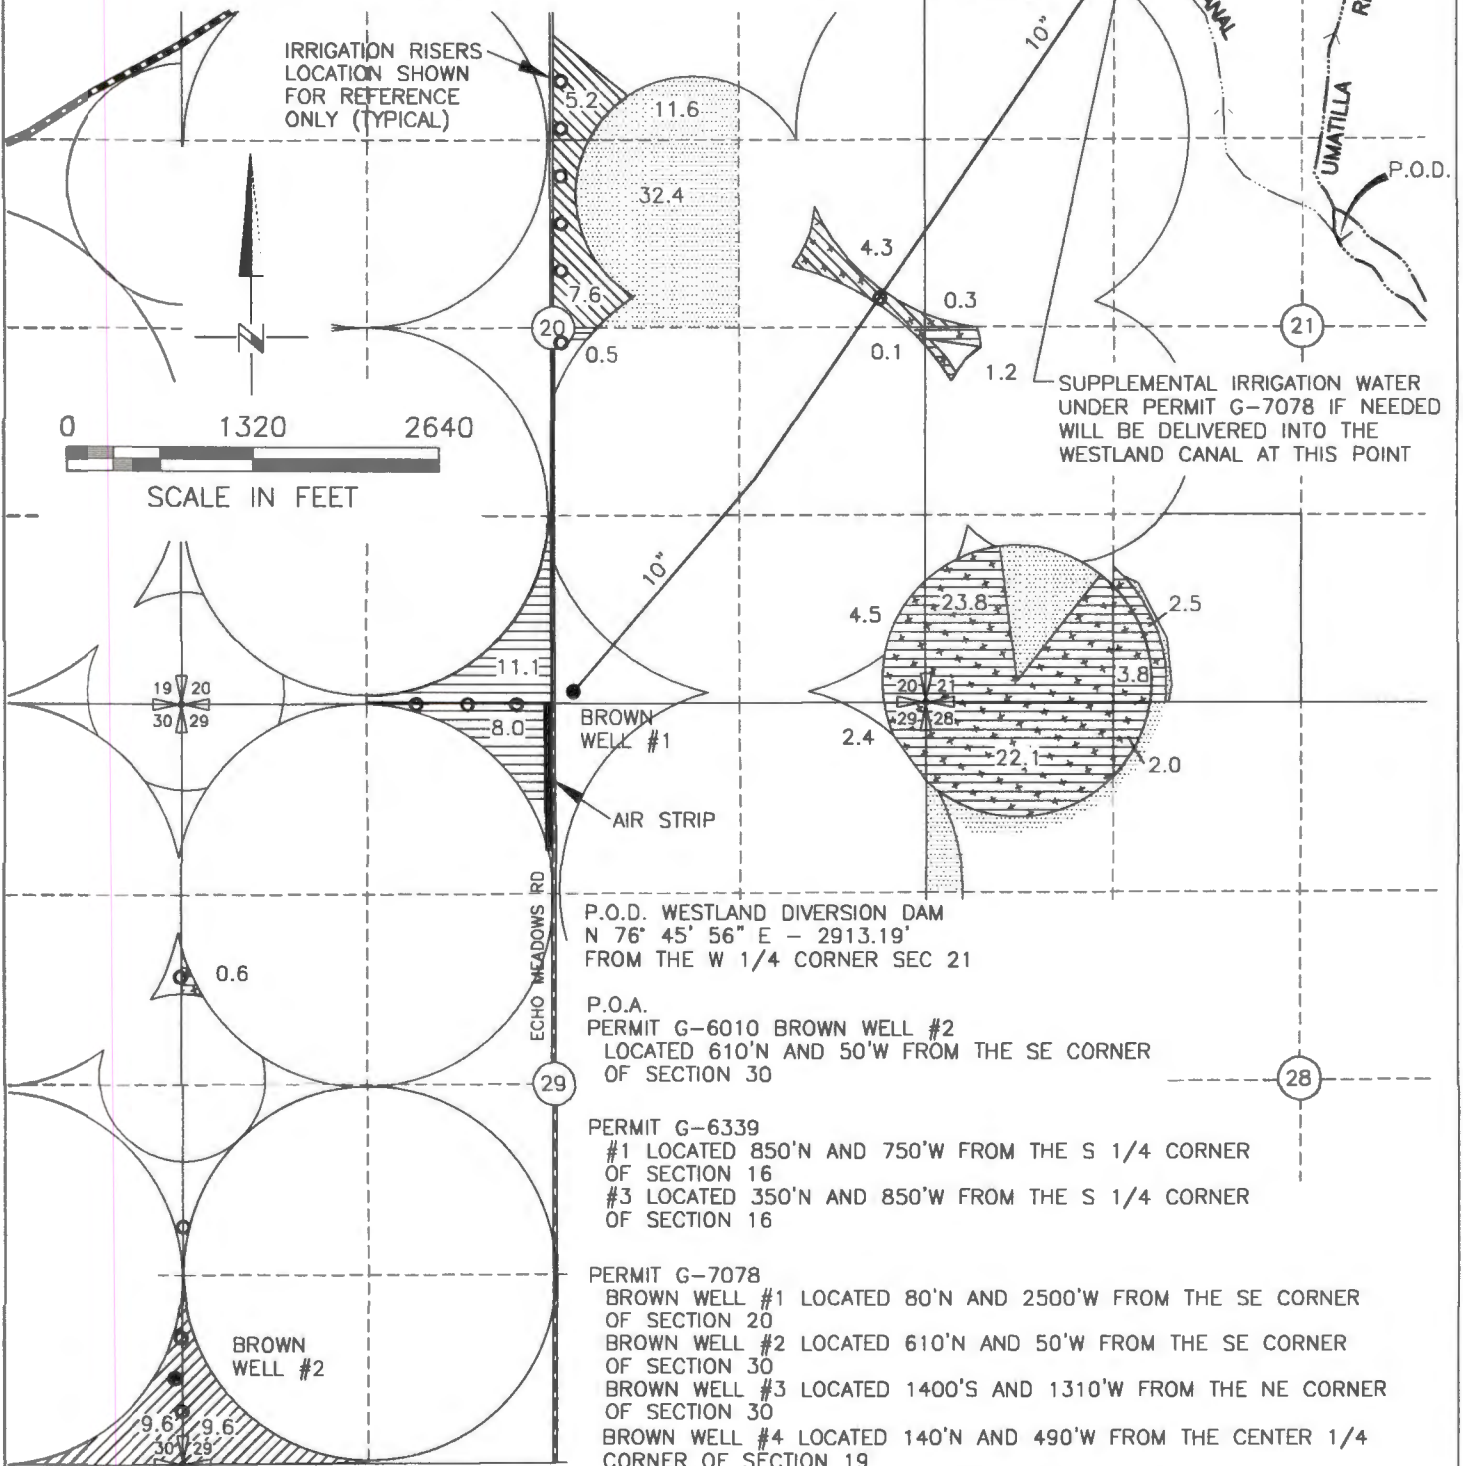 IRRIGATION RISERS
LOCATION SHOWN
FOR REFERENCE
ONLY (TYPICAL)
10"
CANAL
UMATILLA
P.O.D.
5.2
11.6
32.4
7.6
0.5
20
4.3
0.3
0.1
1.2
21
N
0 1320 2640
SCALE IN FEET
SUPPLEMENTAL IRRIGATION WATER
UNDER PERMIT G-7078 IF NEEDED
WILL BE DELIVERED INTO THE
WESTLAND CANAL AT THIS POINT
10"
11.1
8.0
19 20
30 29
BROWN
WELL #1
AIR STRIP
4.5
23.8
2.5
3.8
20 21
29 28
2.4
22.1
2.0
ECHO MEADOWS RD
0.6
29
28
P.O.D. WESTLAND DIVERSION DAM
N 76° 45' 56" E - 2913.19'
FROM THE W 1/4 CORNER SEC 21
P.O.A.
PERMIT G-6010 BROWN WELL #2
LOCATED 610'N AND 50'W FROM THE SE CORNER
OF SECTION 30
PERMIT G-6339
#1 LOCATED 850'N AND 750'W FROM THE S 1/4 CORNER
OF SECTION 16
#3 LOCATED 350'N AND 850'W FROM THE S 1/4 CORNER
OF SECTION 16
PERMIT G-7078
BROWN WELL #1 LOCATED 80'N AND 2500'W FROM THE SE CORNER
OF SECTION 20
BROWN WELL #2 LOCATED 610'N AND 50'W FROM THE SE CORNER
OF SECTION 30
BROWN WELL #3 LOCATED 1400'S AND 1310'W FROM THE NE CORNER
OF SECTION 30
BROWN WELL #4 LOCATED 140'N AND 490'W FROM THE CENTER 1/4
CORNER OF SECTION 19
BROWN
WELL #2
9.6 9.6
30 29